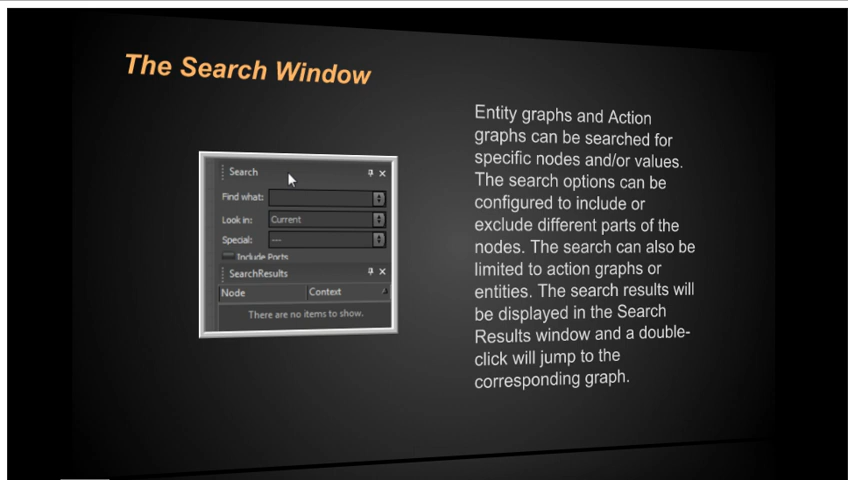 The Search Window
Search
Find what:
Look in: Current
Special: ---
Include Ports
SearchResults
Node Context
There are no items to show.
Entity graphs and Action
graphs can be searched for
specific nodes and/or values.
The search options can be
configured to include or
exclude different parts of the
nodes. The search can also be
limited to action graphs or
entities. The search results will
be displayed in the Search
Results window and a double-
click will jump to the
corresponding graph.